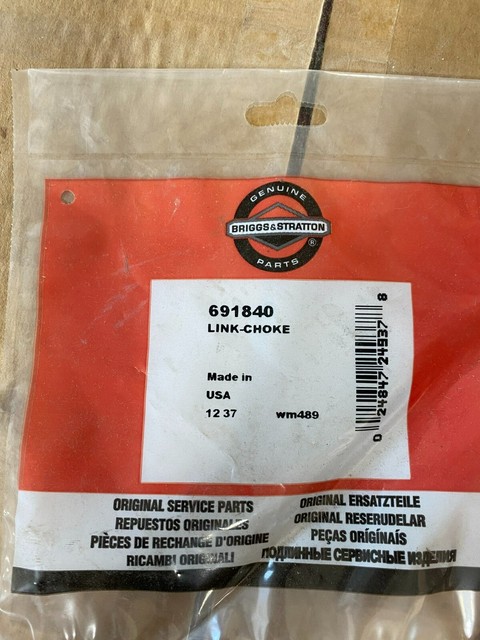 GENUINE
BRIGGS&STRATTON
®
PARTS
691840
LINK-CHOKE
Made in
USA
12 37 wm489
0 24847 24937 8
ORIGINAL SERVICE PARTS
REPUESTOS ORIGINALES
PIÈCES DE RECHANGE D'ORIGINE
RICAMBI ORIGINALI
ORIGINAL ERSATZTEILE
ORIGINAL RESERUDELAR
PEÇAS ORIGÍNAIS
ПОДЛИННЫЕ СЕРВИСНЫЕ ИЗДЕЛИЯ